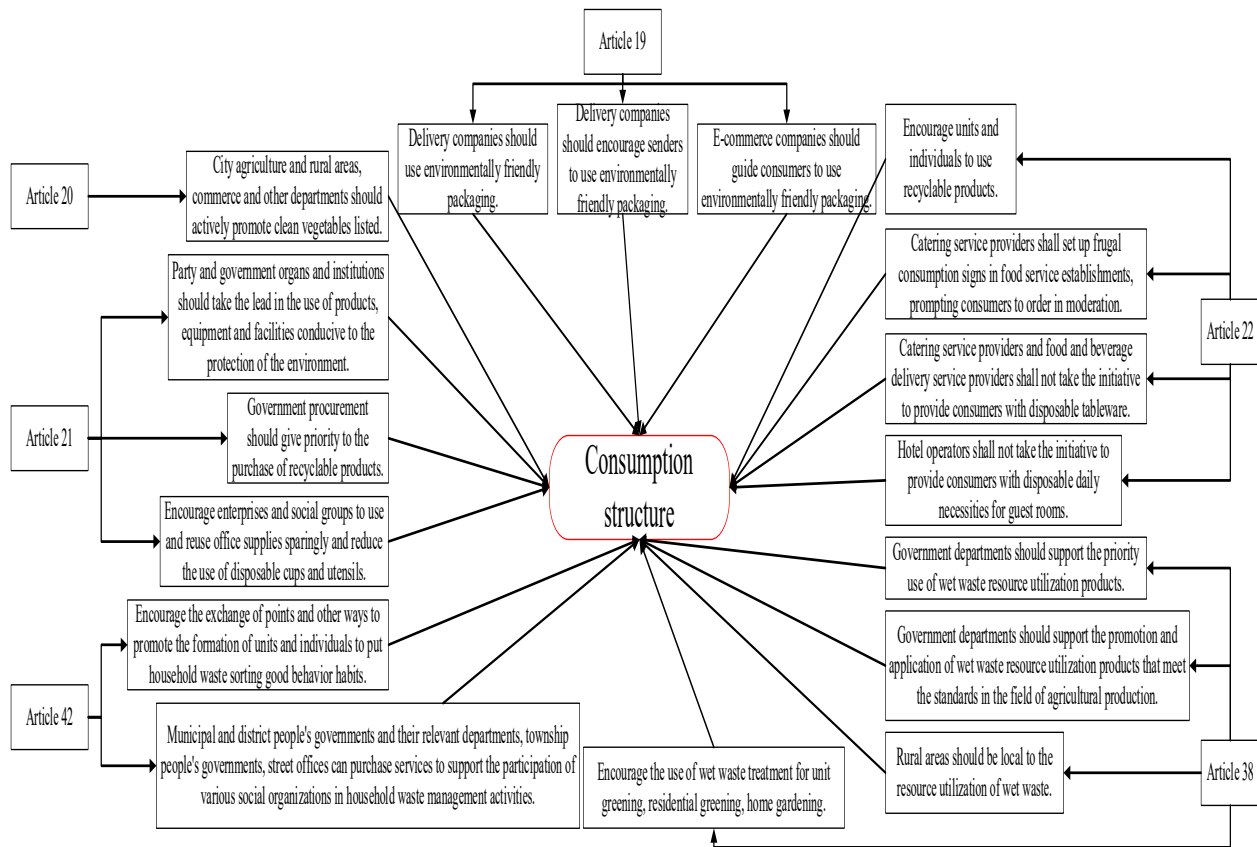 Article 19
Delivery companies should
use environmentally friendly
packaging.
Delivery companies
should encourage senders
to use environmentally
friendly packaging.
E-commerce companies should
guide consumers to use
environmentally friendly packaging.
Encourage units and
individuals to use
recyclable products.
Article 20
City agriculture and rural areas,
commerce and other departments should
actively promote clean vegetables listed.
Party and government organs and institutions
should take the lead in the use of products,
equipment and facilities conducive to the
protection of the environment.
Catering service providers shall set up frugal
consumption signs in food service establishments,
prompting consumers to order in moderation.
Article 22
Catering service providers and food and beverage
delivery service providers shall not take the initiative
to provide consumers with disposable tableware.
Article 21
Government procurement
should give priority to the
purchase of recyclable products.
Consumption
structure
Hotel operators shall not take the initiative to
provide consumers with disposable daily
necessities for guest rooms.
Encourage enterprises and social groups to use
and reuse office supplies sparingly and reduce
the use of disposable cups and utensils.
Government departments should support the priority
use of wet waste resource utilization products.
Encourage the exchange of points and other ways to
promote the formation of units and individuals to put
household waste sorting good behavior habits.
Government departments should support the promotion and
application of wet waste resource utilization products that meet
the standards in the field of agricultural production.
Article 42
Municipal and district people's governments and their relevant departments, township
people's governments, street offices can purchase services to support the participation of
various social organizations in household waste management activities.
Encourage the use of wet waste treatment for unit
greening, residential greening, home gardening.
Rural areas should be local to the
resource utilization of wet waste.
Article 38